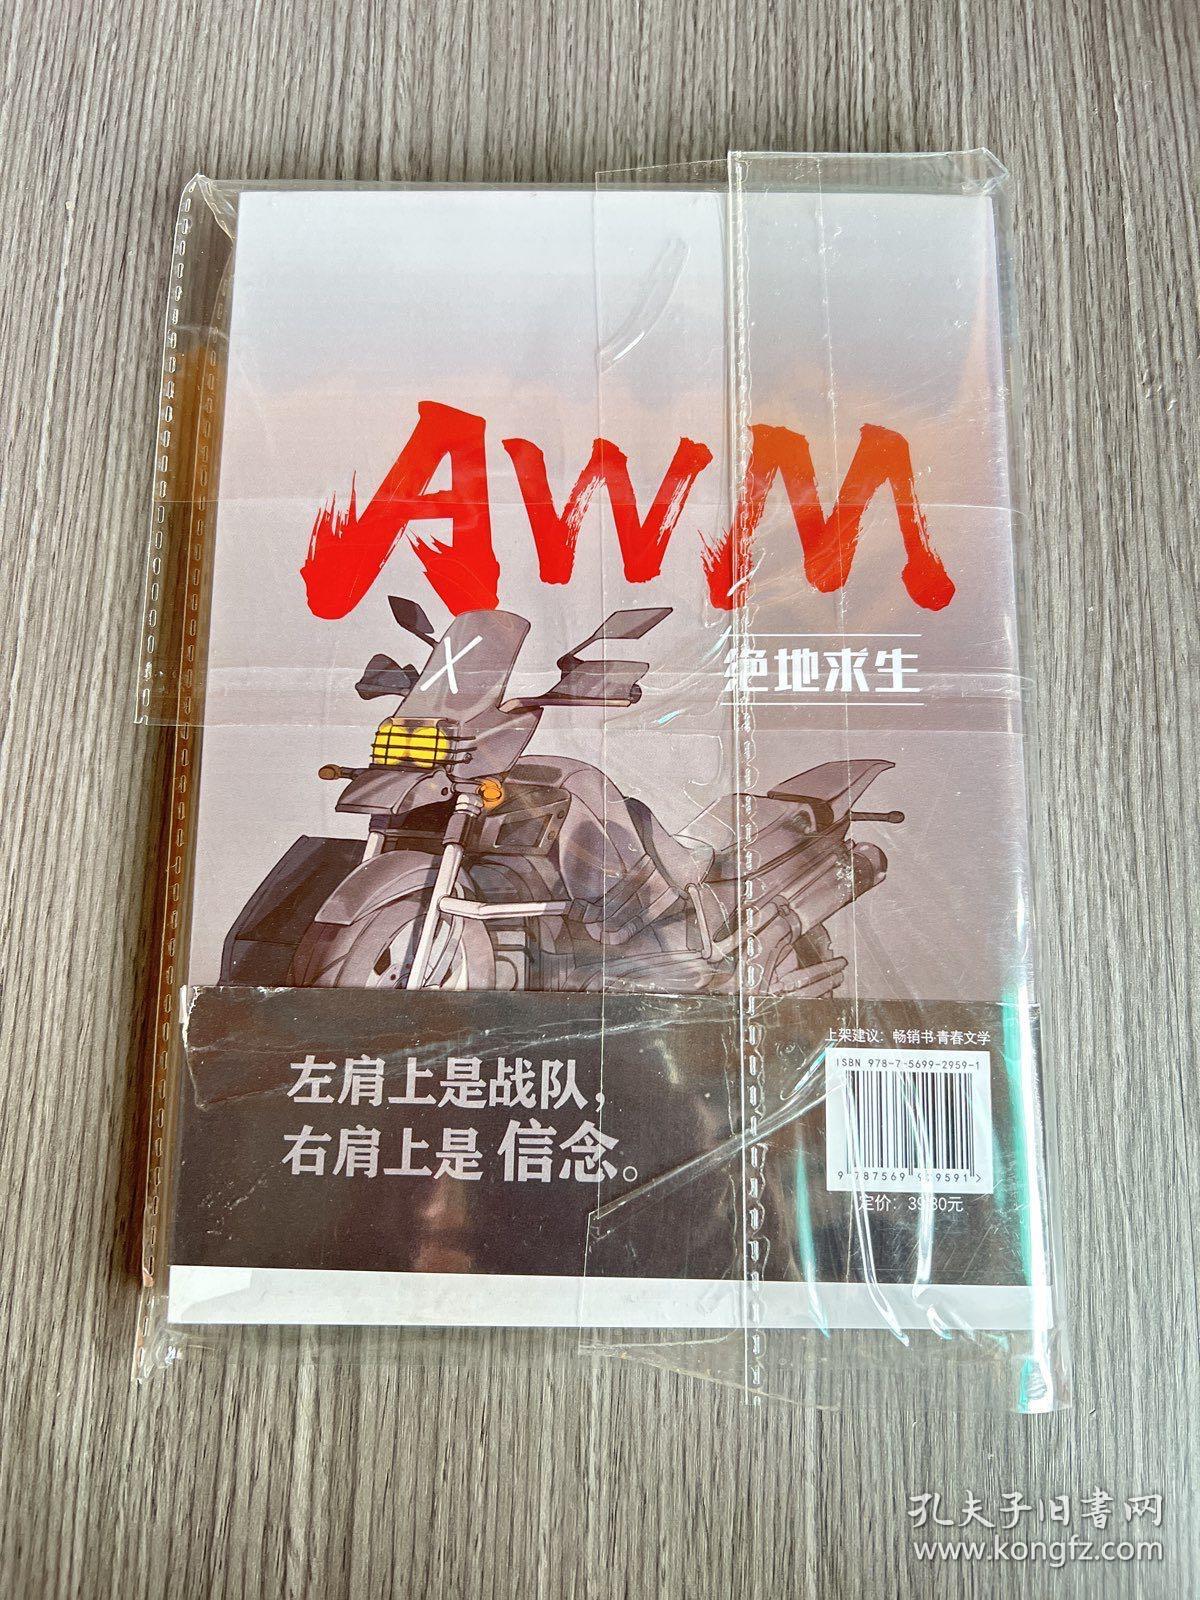 AWM
X
绝地求生
上架建议：畅销书·青春文学
ISBN 978-7-5699-2959-1
左肩上是战队，
右肩上是 信念。
定价：39.80元
孔夫子旧書网
www.kongfz.com